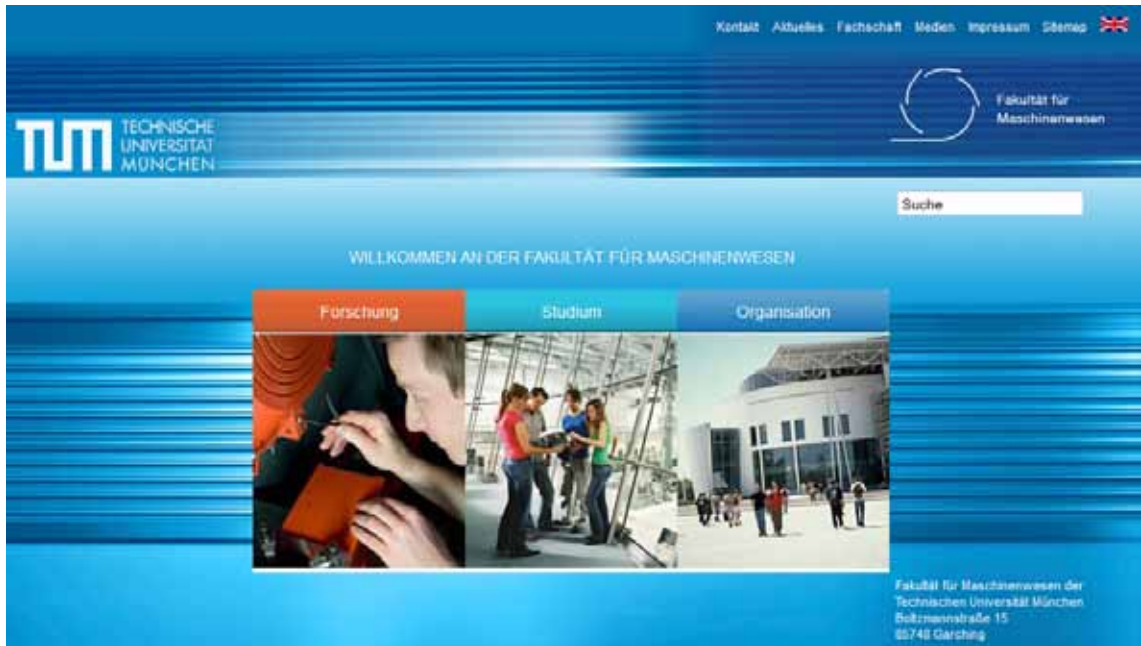 Kontakt Aktuelles Fachschaft Medien Impressum Sitemap
Fakultät für
Maschinenwesen
TUM
TECHNISCHE
UNIVERSITÄT
MÜNCHEN
Suche
WILLKOMMEN AN DER FAKULTÄT FÜR MASCHINENWESEN
Forschung Studium Organisation
Fakultät für Maschinenwesen der
Technischen Universität München
Boltzmannstraße 15
85748 Garching